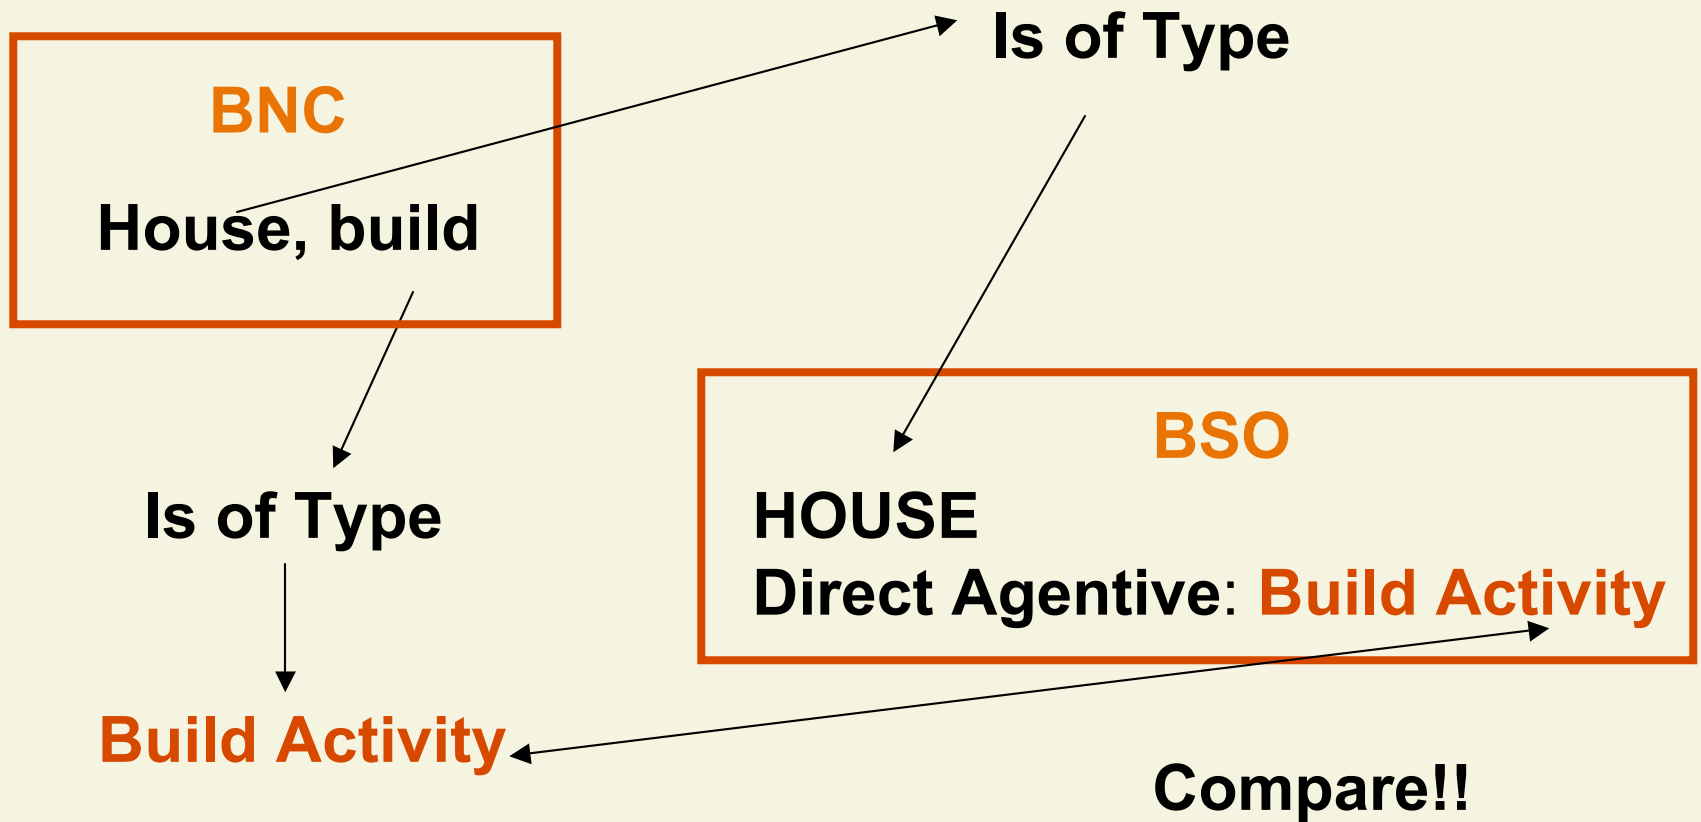 Is of Type
BNC
House, build
BSO
Is of Type
HOUSE
Direct Agentive: Build Activity
Build Activity
Compare!!